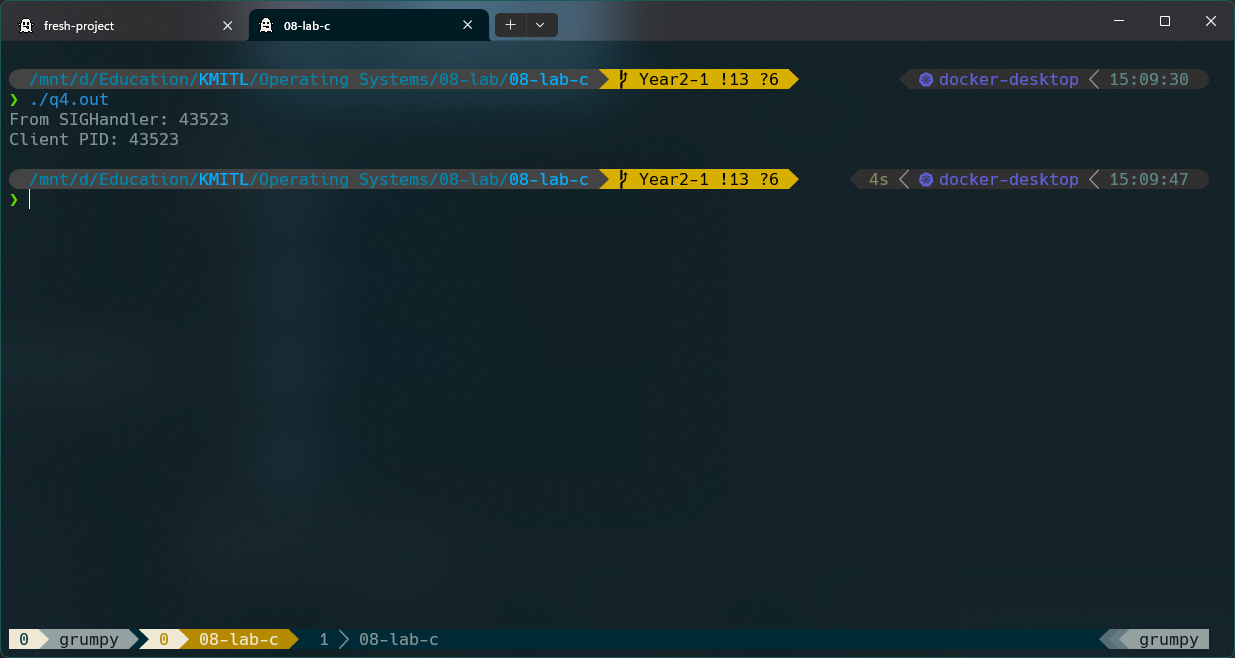 fresh-project
08-lab-c
/mnt/d/Education/KMITL/Operating Systems/08-lab/08-lab-c Year2-1 !13 ?6 docker-desktop 15:09:30
❯ ./q4.out
From SIGHandler: 43523
Client PID: 43523
/mnt/d/Education/KMITL/Operating Systems/08-lab/08-lab-c Year2-1 !13 ?6 4s docker-desktop 15:09:47
❯
0 grumpy 0 08-lab-c 1 08-lab-c grumpy